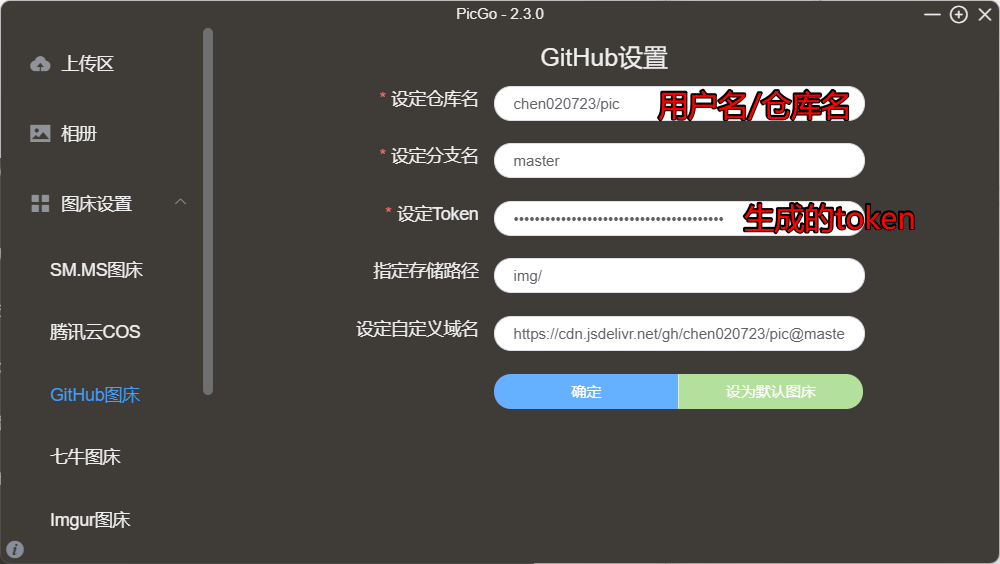 PicGo - 2.3.0
上传区
相册
图床设置
SM.MS图床
腾讯云COS
GitHub图床
七牛图床
Imgur图床
GitHub设置
* 设定仓库名
chen020723/pic
用户名/仓库名
* 设定分支名
master
* 设定Token
生成的token
指定存储路径
img/
设定自定义域名
https://cdn.jsdelivr.net/gh/chen020723/pic@maste
确定
设为默认图床